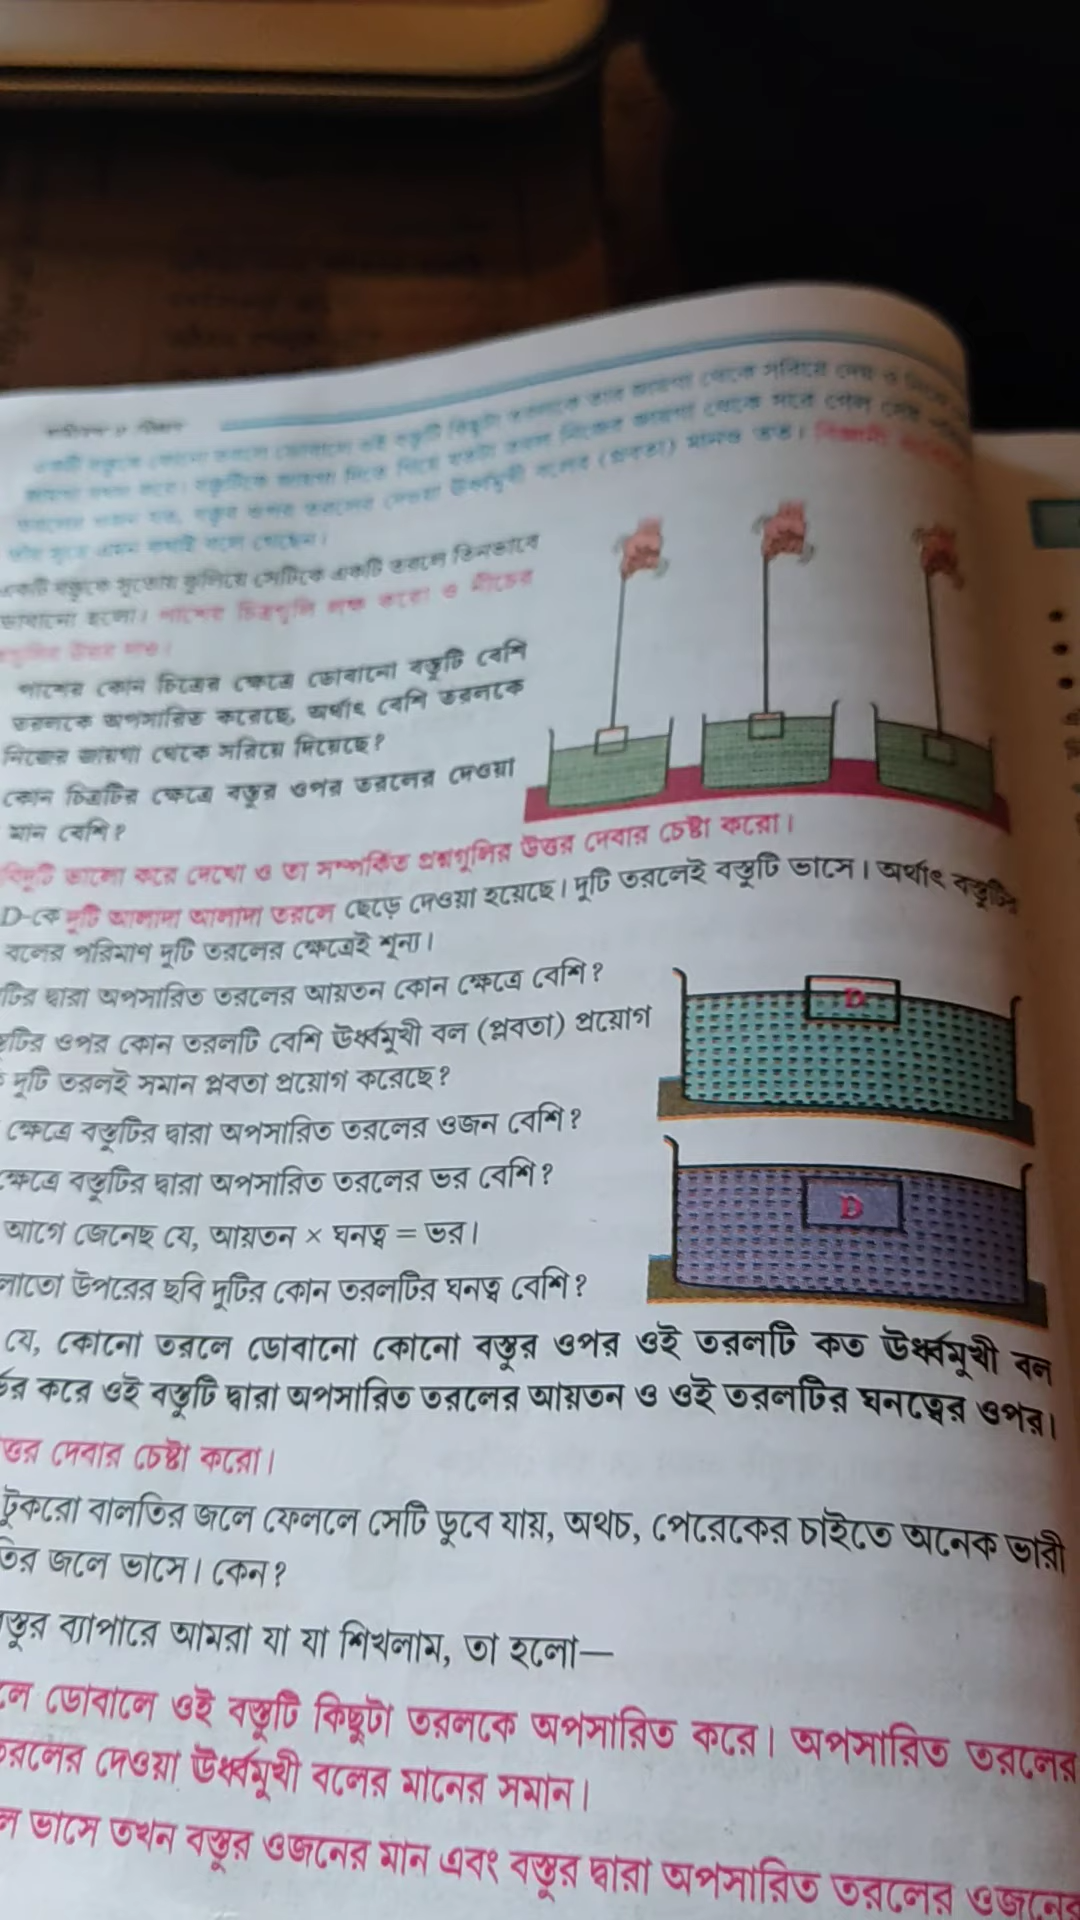 পরিবেশ ও বিজ্ঞান
একটি বস্তুকে সুতোয় ঝুলিয়ে সেটিকে একটি তরলে তিনভাবে
ডোবানো হলো। পাশের চিত্রগুলি লক্ষ করো ও নীচের
উত্তর দাও।
পাশের কোন চিত্রের ক্ষেত্রে ডোবানো বস্তুটি বেশি
তরলকে অপসারিত করেছে, অর্থাৎ বেশি তরলকে
নিজের জায়গা থেকে সরিয়ে দিয়েছে?
কোন চিত্রটির ক্ষেত্রে বস্তুর ওপর তরলের দেওয়া
মান বেশি?
ভালো করে দেখো ও তা সম্পর্কিত প্রশ্নগুলির উত্তর দেবার চেষ্টা করো।
D-কে দুটি আলাদা আলাদা তরলে ছেড়ে দেওয়া হয়েছে। দুটি তরলেই বস্তুটি ভাসে। অর্থাৎ বস্তুটির
বলের পরিমাণ দুটি তরলের ক্ষেত্রেই শূন্য।
টির দ্বারা অপসারিত তরলের আয়তন কোন ক্ষেত্রে বেশি?
টির ওপর কোন তরলটি বেশি ঊর্ধ্বমুখী বল (প্লবতা) প্রয়োগ
দুটি তরলই সমান প্লবতা প্রয়োগ করেছে?
ক্ষেত্রে বস্তুটির দ্বারা অপসারিত তরলের ওজন বেশি?
ক্ষেত্রে বস্তুটির দ্বারা অপসারিত তরলের ভর বেশি?
আগে জেনেছ যে, আয়তন × ঘনত্ব = ভর।
লাতো উপরের ছবি দুটির কোন তরলটির ঘনত্ব বেশি?
D
D
যে, কোনো তরলে ডোবানো কোনো বস্তুর ওপর ওই তরলটি কত ঊর্ধ্বমুখী বল
র করে ওই বস্তুটি দ্বারা অপসারিত তরলের আয়তন ও ওই তরলটির ঘনত্বের ওপর।
ত্তর দেবার চেষ্টা করো।
টুকরো বালতির জলে ফেললে সেটি ডুবে যায়, অথচ, পেরেকের চাইতে অনেক ভারী
তির জলে ভাসে। কেন?
স্তুর ব্যাপারে আমরা যা যা শিখলাম, তা হলো—
লে ডোবালে ওই বস্তুটি কিছুটা তরলকে অপসারিত করে। অপসারিত তরলের
তরলের দেওয়া ঊর্ধ্বমুখী বলের মানের সমান।
ল ভাসে তখন বস্তুর ওজনের মান এবং বস্তুর দ্বারা অপসারিত তরলের ওজনের